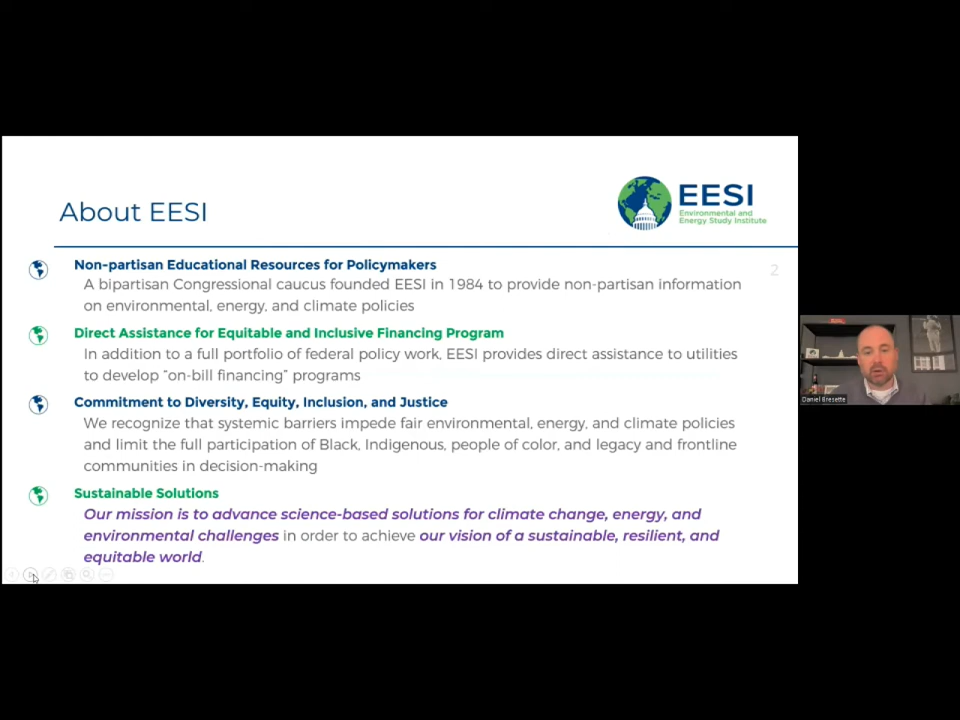 About EESI
EESI
Environmental and
Energy Study Institute
2
Non-partisan Educational Resources for Policymakers
A bipartisan Congressional caucus founded EESI in 1984 to provide non-partisan information
on environmental, energy, and climate policies
Direct Assistance for Equitable and Inclusive Financing Program
In addition to a full portfolio of federal policy work, EESI provides direct assistance to utilities
to develop “on-bill financing” programs
Commitment to Diversity, Equity, Inclusion, and Justice
We recognize that systemic barriers impede fair environmental, energy, and climate policies
and limit the full participation of Black, Indigenous, people of color, and legacy and frontline
communities in decision-making
Sustainable Solutions
Our mission is to advance science-based solutions for climate change, energy, and
environmental challenges in order to achieve our vision of a sustainable, resilient, and
equitable world.
Daniel Bresette